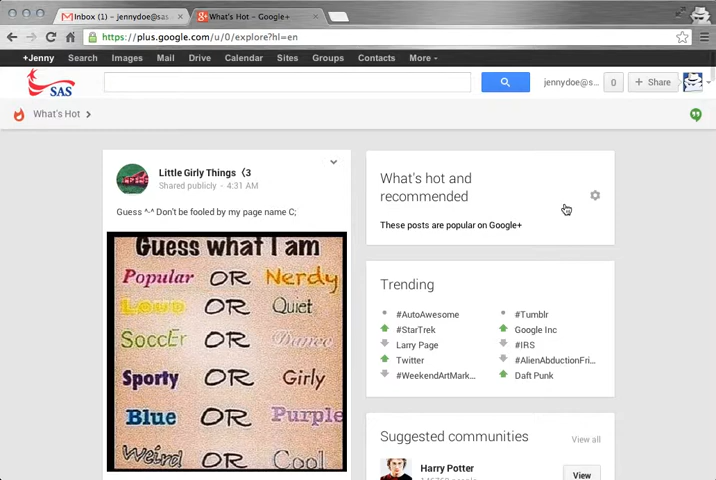 Inbox (1) – jennydoe@sas
What's Hot – Google+
https://plus.google.com/u/0/explore?hl=en
+Jenny Search Images Mail Drive Calendar Sites Groups Contacts More
SAS
jennydoe@s... 0 + Share
What's Hot >
Little Girly Things 〈3
Shared publicly - 4:31 AM
Guess ^-^ Don't be fooled by my page name C;
Guess what I am
Popular OR Nerdy
Loud OR Quiet
SoccEr OR Dance
Sporty OR Girly
Blue OR Purple
Weird OR Cool
What's hot and
recommended
These posts are popular on Google+
Trending
#AutoAwesome
#StarTrek
Larry Page
Twitter
#WeekendArtMark...
#Tumblr
Google Inc
#IRS
#AlienAbductionFri...
Daft Punk
Suggested communities View all
Harry Potter
View